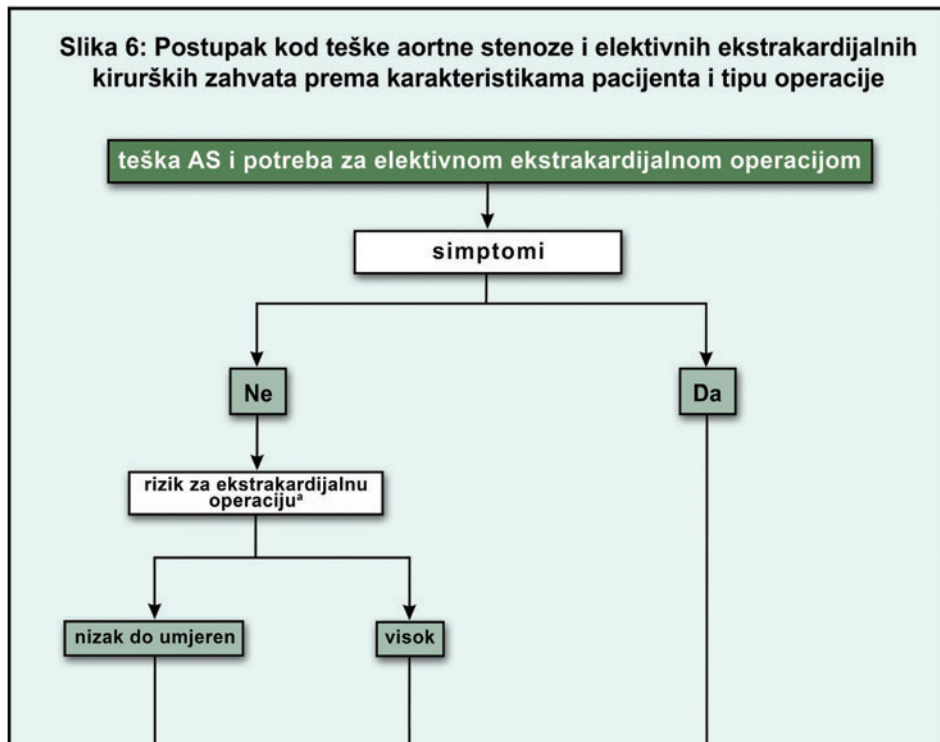 Slika 6: Postupak kod teške aortne stenoze i elektivnih ekstrakardijalnih
kirurških zahvata prema karakteristikama pacijenta i tipu operacije
teška AS i potreba za elektivnom ekstrakardijalnom operacijom
simptomi
Ne
Da
rizik za ekstrakardijalnu
operacijuª
nizak do umjeren
visok